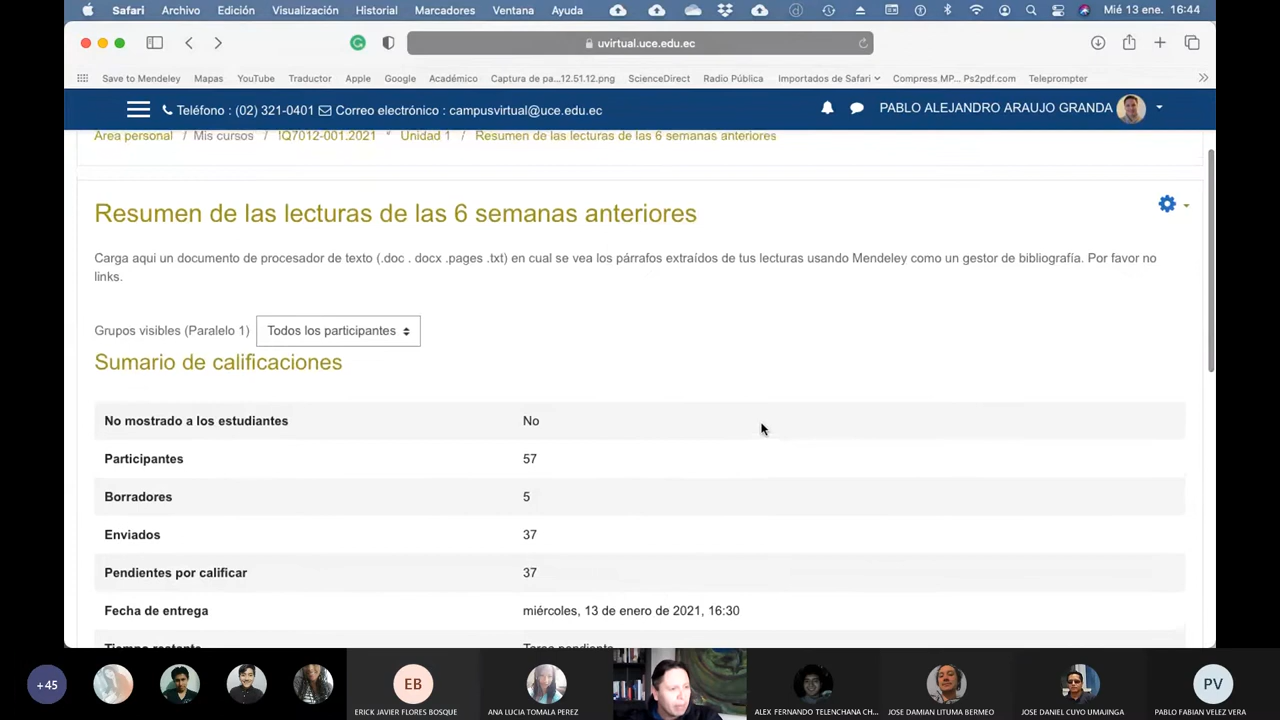 Safari Archivo Edición Visualización Historial Marcadores Ventana Ayuda Mié 13 ene. 16:44
uvirtual.uce.edu.ec
Save to Mendeley Mapas YouTube Traductor Apple Google Académico Captura de pa...12.51.12.png ScienceDirect Radio Pública Importados de Safari Compress MP... Ps2pdf.com Teleprompter
Teléfono : (02) 321-0401 Correo electrónico : campusvirtual@uce.edu.ec PABLO ALEJANDRO ARAUJO GRANDA
Área personal / Mis cursos / IQ7012-001.2021 * Unidad 1 / Resumen de las lecturas de las 6 semanas anteriores
Resumen de las lecturas de las 6 semanas anteriores
Carga aqui un documento de procesador de texto (.doc . docx .pages .txt) en cual se vea los párrafos extraídos de tus lecturas usando Mendeley como un gestor de bibliografía. Por favor no
links.
Grupos visibles (Paralelo 1) Todos los participantes
Sumario de calificaciones
No mostrado a los estudiantes No
Participantes 57
Borradores 5
Enviados 37
Pendientes por calificar 37
Fecha de entrega miércoles, 13 de enero de 2021, 16:30
Tiempo restante Tarea pendiente
+45 EB PV
ERICK JAVIER FLORES BOSQUE ANA LUCIA TOMALA PEREZ ALEX FERNANDO TELENCHANA CH... JOSE DAMIAN LITUMA BERMEO JOSE DANIEL CUYO UMAJINGA PABLO FABIAN VELEZ VERA